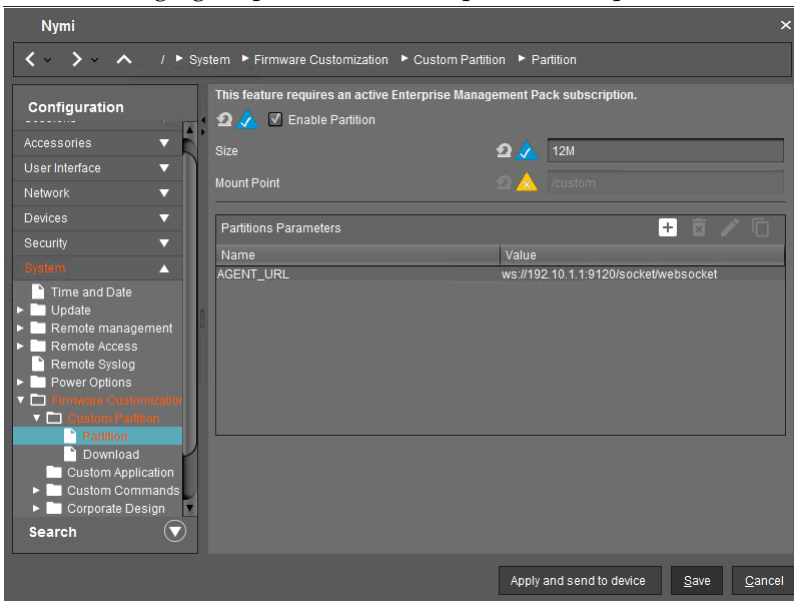 Nymi
/ System Firmware Customization Custom Partition Partition
Configuration
Accessories
User Interface
Network
Devices
Security
System
Time and Date
Update
Remote management
Remote Access
Remote Syslog
Power Options
Firmware Customization
Custom Partition
Partition
Download
Custom Application
Custom Commands
Corporate Design
Search
This feature requires an active Enterprise Management Pack subscription.
Enable Partition
Size 12M
Mount Point /custom
Partitions Parameters
Name Value
AGENT_URL ws://192.10.1.1:9120/socket/websocket
Apply and send to device Save Cancel